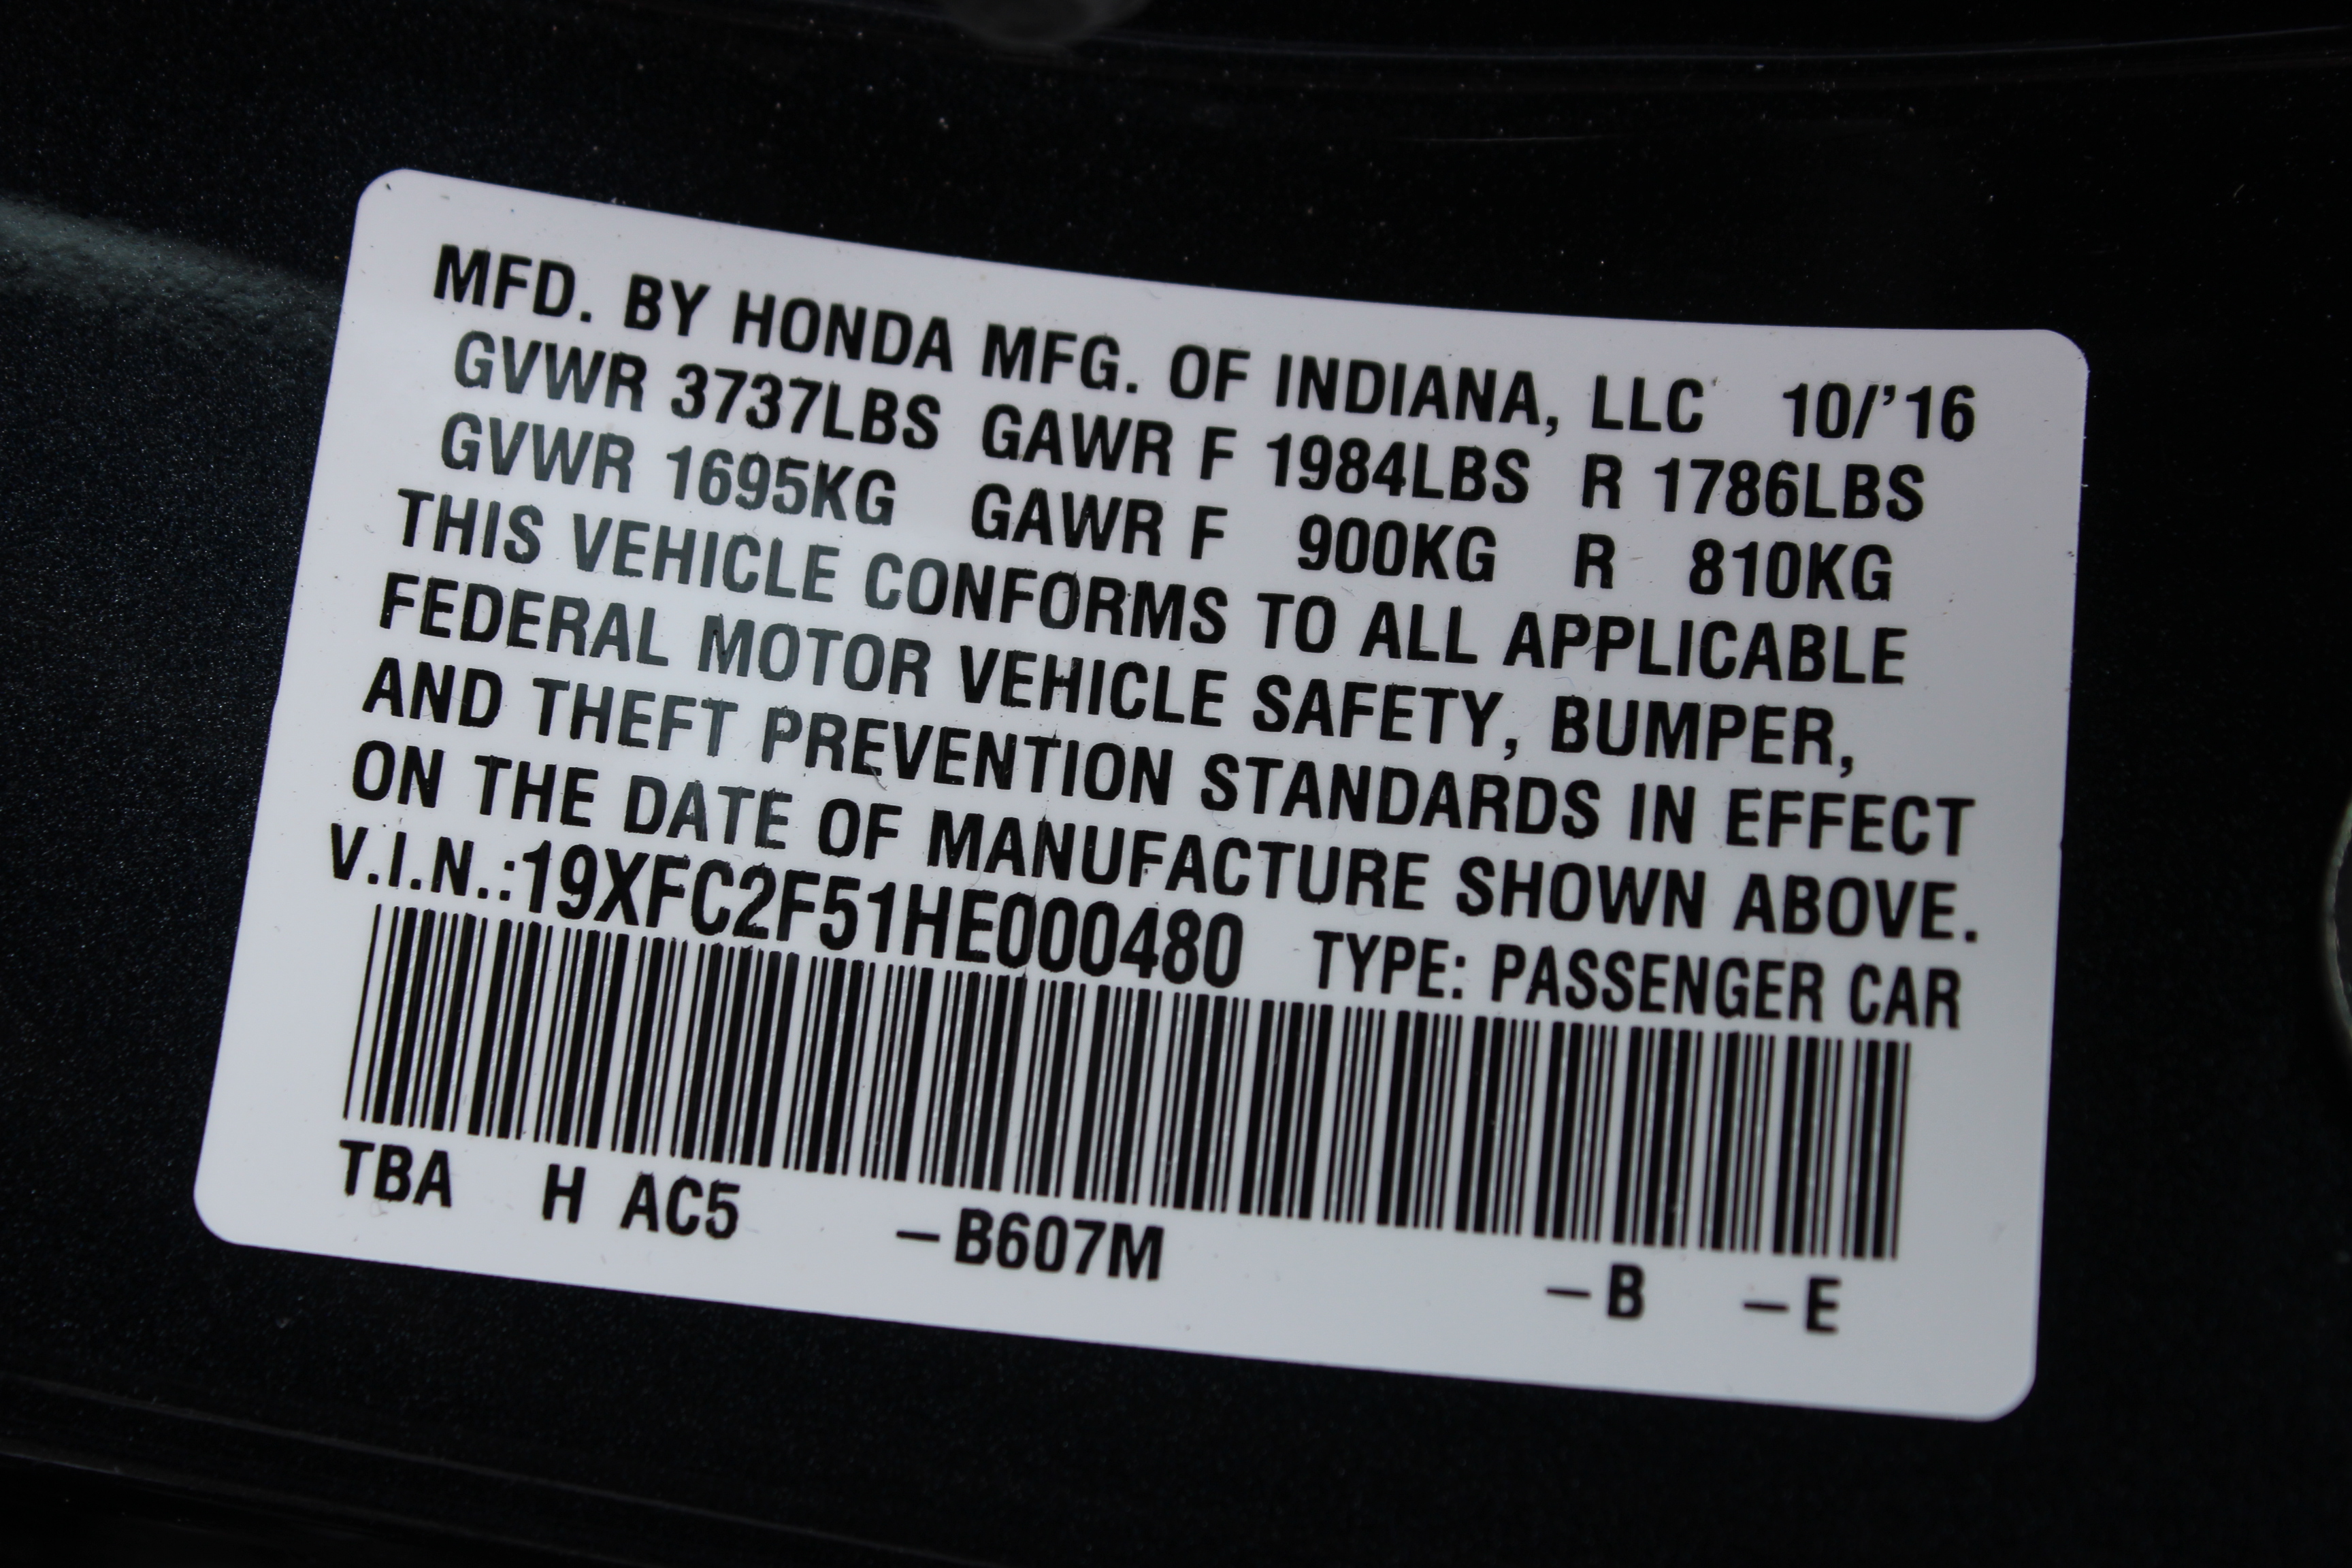 MFD. BY HONDA MFG. OF INDIANA, LLC 10/'16
GVWR 3737LBS GAWR F 1984LBS R 1786LBS
GVWR 1695KG GAWR F 900KG R 810KG
THIS VEHICLE CONFORMS TO ALL APPLICABLE
FEDERAL MOTOR VEHICLE SAFETY, BUMPER,
AND THEFT PREVENTION STANDARDS IN EFFECT
ON THE DATE OF MANUFACTURE SHOWN ABOVE.
V.I.N.:19XFC2F51HE000480 TYPE: PASSENGER CAR
TBA H AC5 –B607M –B –E